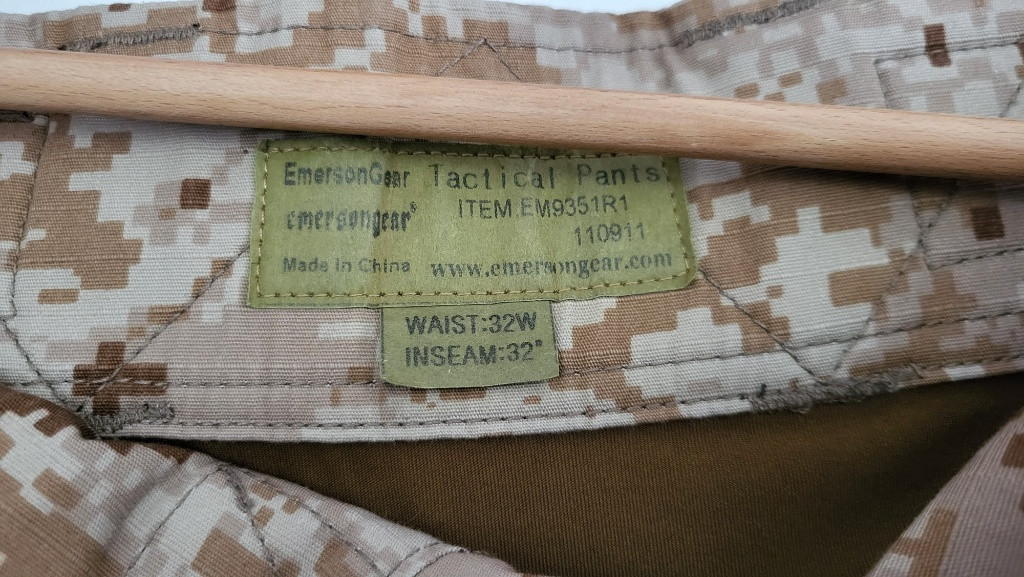 EmersonGear Tactical Pants
ITEM.EM9351R1
emersongear®
110911
Made in China www.emersongear.com
WAIST:32W
INSEAM:32"